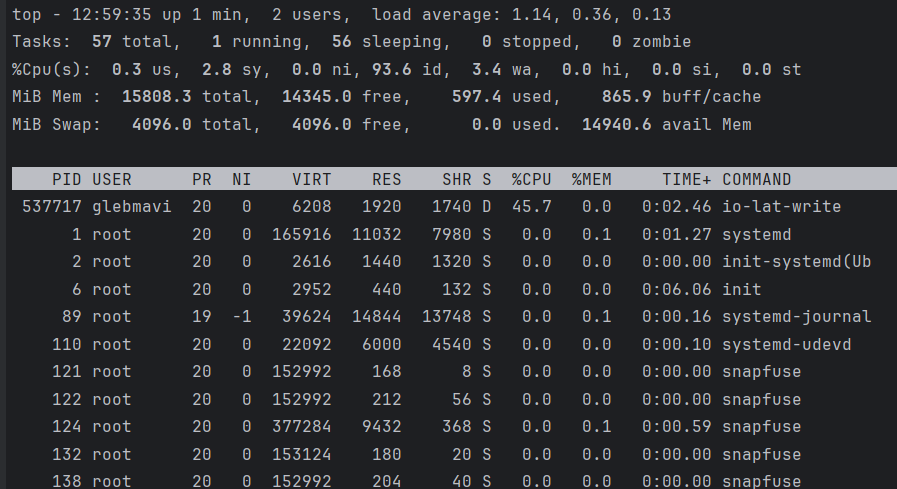 top - 12:59:35 up 1 min,  2 users,  load average: 1.14, 0.36, 0.13
Tasks:  57 total,   1 running,  56 sleeping,   0 stopped,   0 zombie
%Cpu(s):  0.3 us,  2.8 sy,  0.0 ni, 93.6 id,  3.4 wa,  0.0 hi,  0.0 si,  0.0 st
MiB Mem :  15808.3 total,  14345.0 free,    597.4 used,    865.9 buff/cache
MiB Swap:   4096.0 total,   4096.0 free,      0.0 used.  14940.6 avail Mem
    PID USER      PR  NI    VIRT    RES    SHR S  %CPU  %MEM     TIME+ COMMAND
 537717 glebmavi  20   0    6208   1920   1740 D  45.7   0.0   0:02.46 io-lat-write
      1 root      20   0  165916  11032   7980 S   0.0   0.1   0:01.27 systemd
      2 root      20   0    2616   1440   1320 S   0.0   0.0   0:00.00 init-systemd(Ub
      6 root      20   0    2952    440    132 S   0.0   0.0   0:06.06 init
     89 root      19  -1   39624  14844  13748 S   0.0   0.1   0:00.16 systemd-journal
    110 root      20   0   22092   6000   4540 S   0.0   0.0   0:00.10 systemd-udevd
    121 root      20   0  152992    168      8 S   0.0   0.0   0:00.00 snapfuse
    122 root      20   0  152992    212     56 S   0.0   0.0   0:00.00 snapfuse
    124 root      20   0  377284   9432    368 S   0.0   0.1   0:00.59 snapfuse
    132 root      20   0  153124    180     20 S   0.0   0.0   0:00.00 snapfuse
    138 root      20   0  152992    204     40 S   0.0   0.0   0:00.00 snapfuse